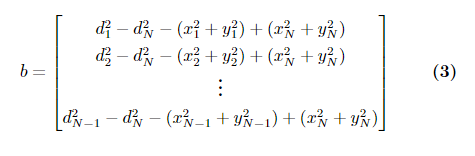 b = [ d_1^2 − d_N^2 − (x_1^2 + y_1^2) + (x_N^2 + y_N^2)
d_2^2 − d_N^2 − (x_2^2 + y_2^2) + (x_N^2 + y_N^2)
⋮
d_{N−1}^2 − d_N^2 − (x_{N−1}^2 + y_{N−1}^2) + (x_N^2 + y_N^2) ] (3)